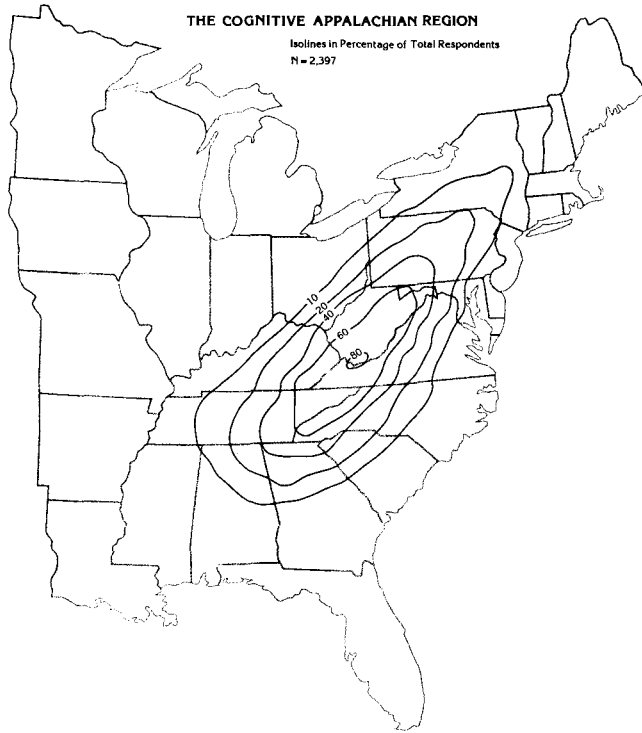 THE COGNITIVE APPALACHIAN REGION
Isolines in Percentage of Total Respondents
N = 2,397
10
20
40
60
80